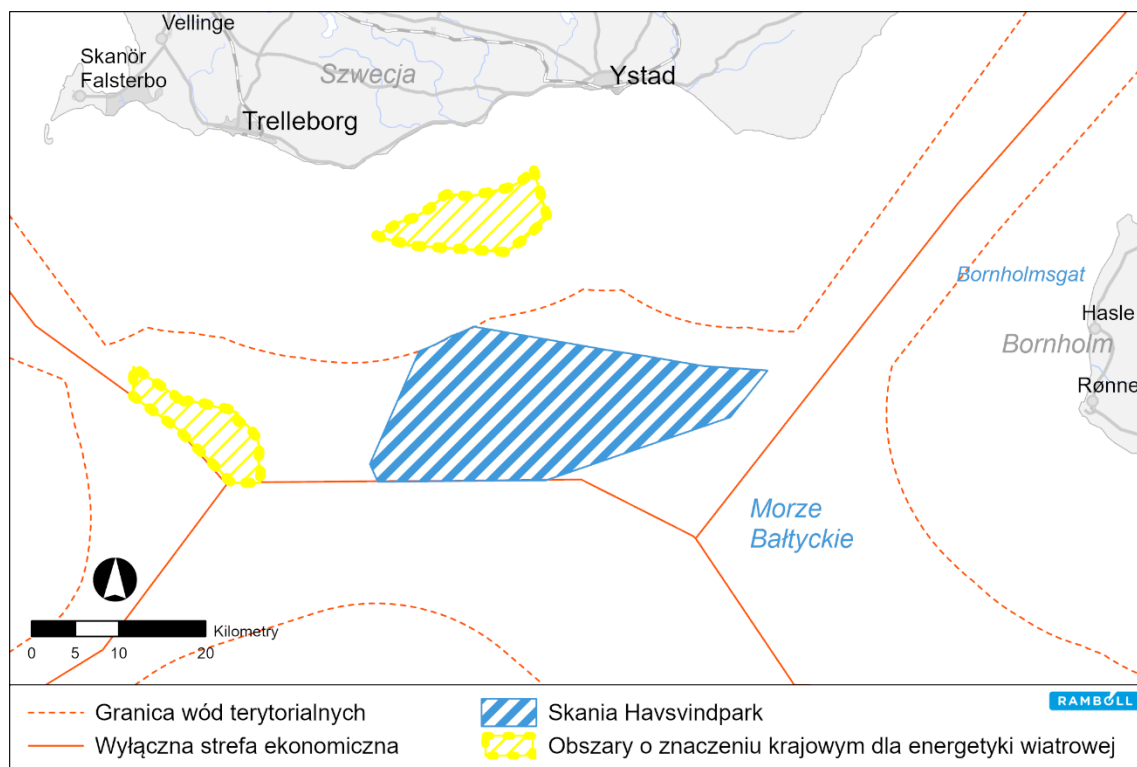 Vellinge
Skanör
Falsterbo
Szwecja
Ystad
Trelleborg
Bornholmsgat
Hasle
Bornholm
Rønne
Morze
Bałtyckie
Kilometry
0 5 10 20
Granica wód terytorialnych
Wyłączna strefa ekonomiczna
Skania Havsvindpark
Obszary o znaczeniu krajowym dla energetyki wiatrowej
RAMBOLL